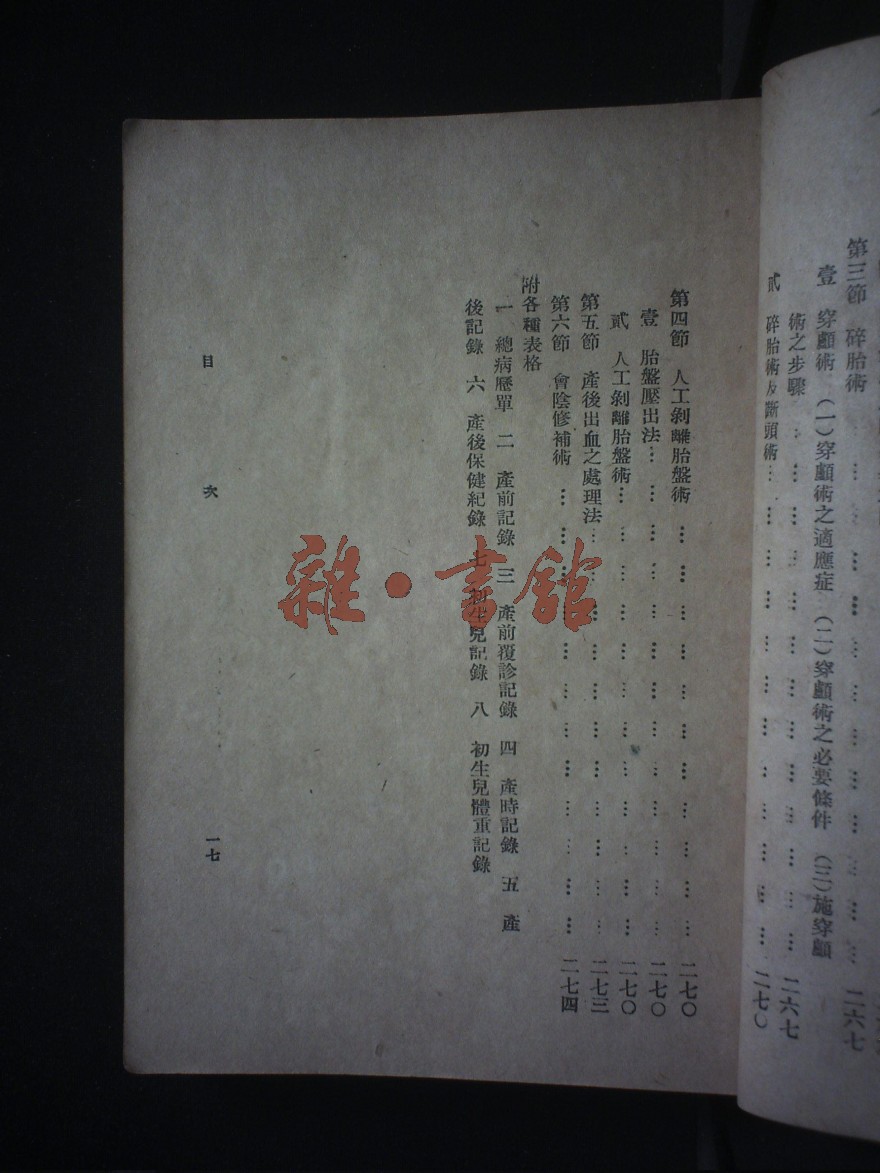 第三節 碎胎術 … … … … … … … … … … 二六七
壹 穿顱術 (一)穿顱術之適應症 (二)穿顱術之必要條件 (三)施穿顱
術之步驟 … … … … … … … … … … 二六七
貳 碎胎術及斷頭術… … … … … … … … … … 二七〇
第四節 人工剝離胎盤術 … … … … … … … … … … 二七〇
壹 胎盤壓出法… … … … … … … … … … … … 二七〇
貳 人工剝離胎盤術… … … … … … … … … … … 二七〇
第五節 產後出血之處理法… … … … … … … … … … 二七三
第六節 會陰修補術 … … … … … … … … … … 二七四
附各種表格
一 總病歷單 二 產前記錄 三 產前覆診記錄 四 產時記錄 五 產
後記錄 六 產後保健紀錄 七 初生兒記錄 八 初生兒體重記錄
目 次
一七
雜·書館